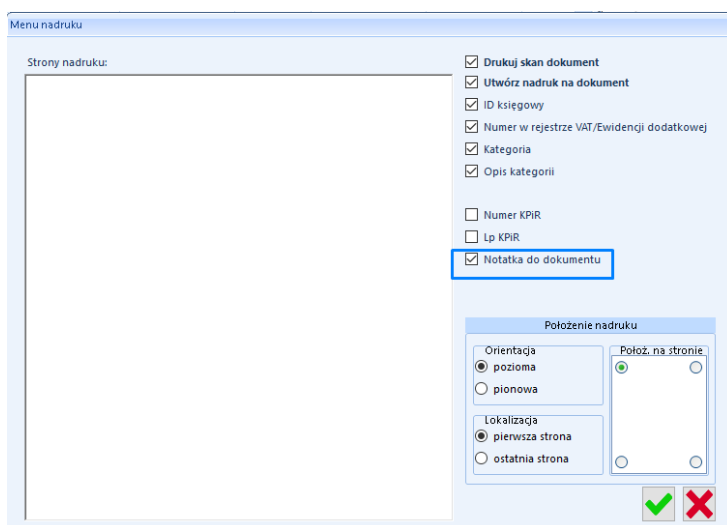 Menu nadruku
Strony nadruku:
Drukuj skan dokument
Utwórz nadruk na dokument
ID księgowy
Numer w rejestrze VAT/Ewidencji dodatkowej
Kategoria
Opis kategorii
Numer KPiR
Lp KPiR
Notatka do dokumentu
Położenie nadruku
Orientacja
pozioma
pionowa
Położ. na stronie
Lokalizacja
pierwsza strona
ostatnia strona